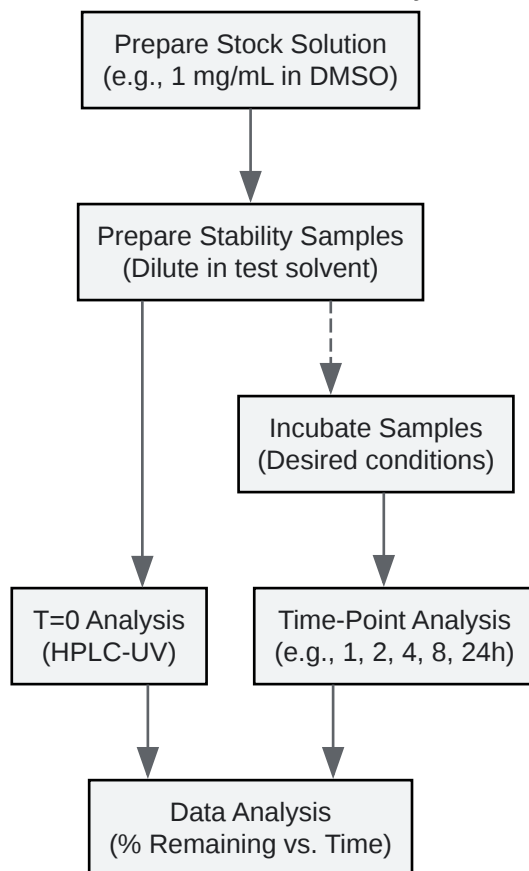 Prepare Stock Solution
(e.g., 1 mg/mL in DMSO)
Prepare Stability Samples
(Dilute in test solvent)
Incubate Samples
(Desired conditions)
T=0 Analysis
(HPLC-UV)
Time-Point Analysis
(e.g., 1, 2, 4, 8, 24h)
Data Analysis
(% Remaining vs. Time)